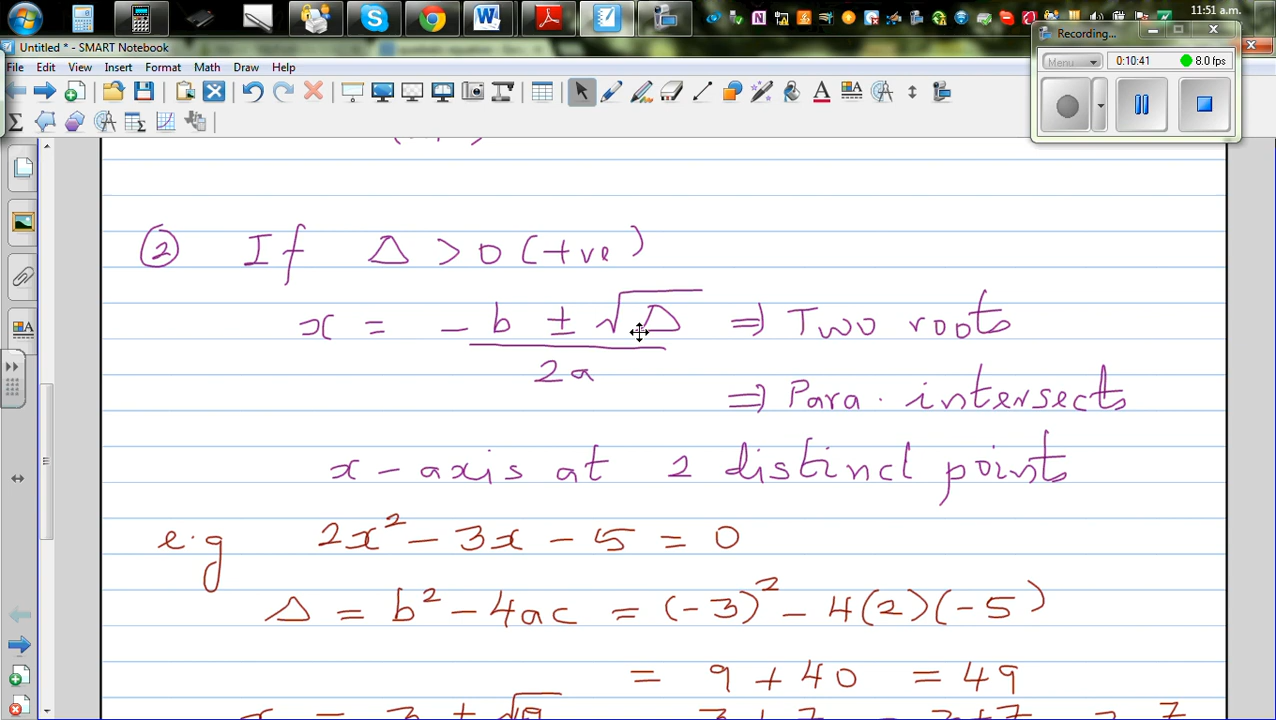 11:51 a.m.
Untitled * - SMART Notebook
Recording...
File Edit View Insert Format Math Draw Help
Menu 0:10:41 8.0 fps
② If Δ > 0 (+ve)
x = - b ± √Δ ⇒ Two roots
2a
⇒ Para. intersects
x - axis at 2 distinct points
e.g 2x² - 3x - 5 = 0
Δ = b² - 4ac = (-3)² - 4(2)(-5)
= 9 + 40 = 49